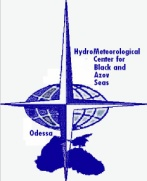 HydroMeteorological
Center for
Black and
Azov
Seas
Odessa